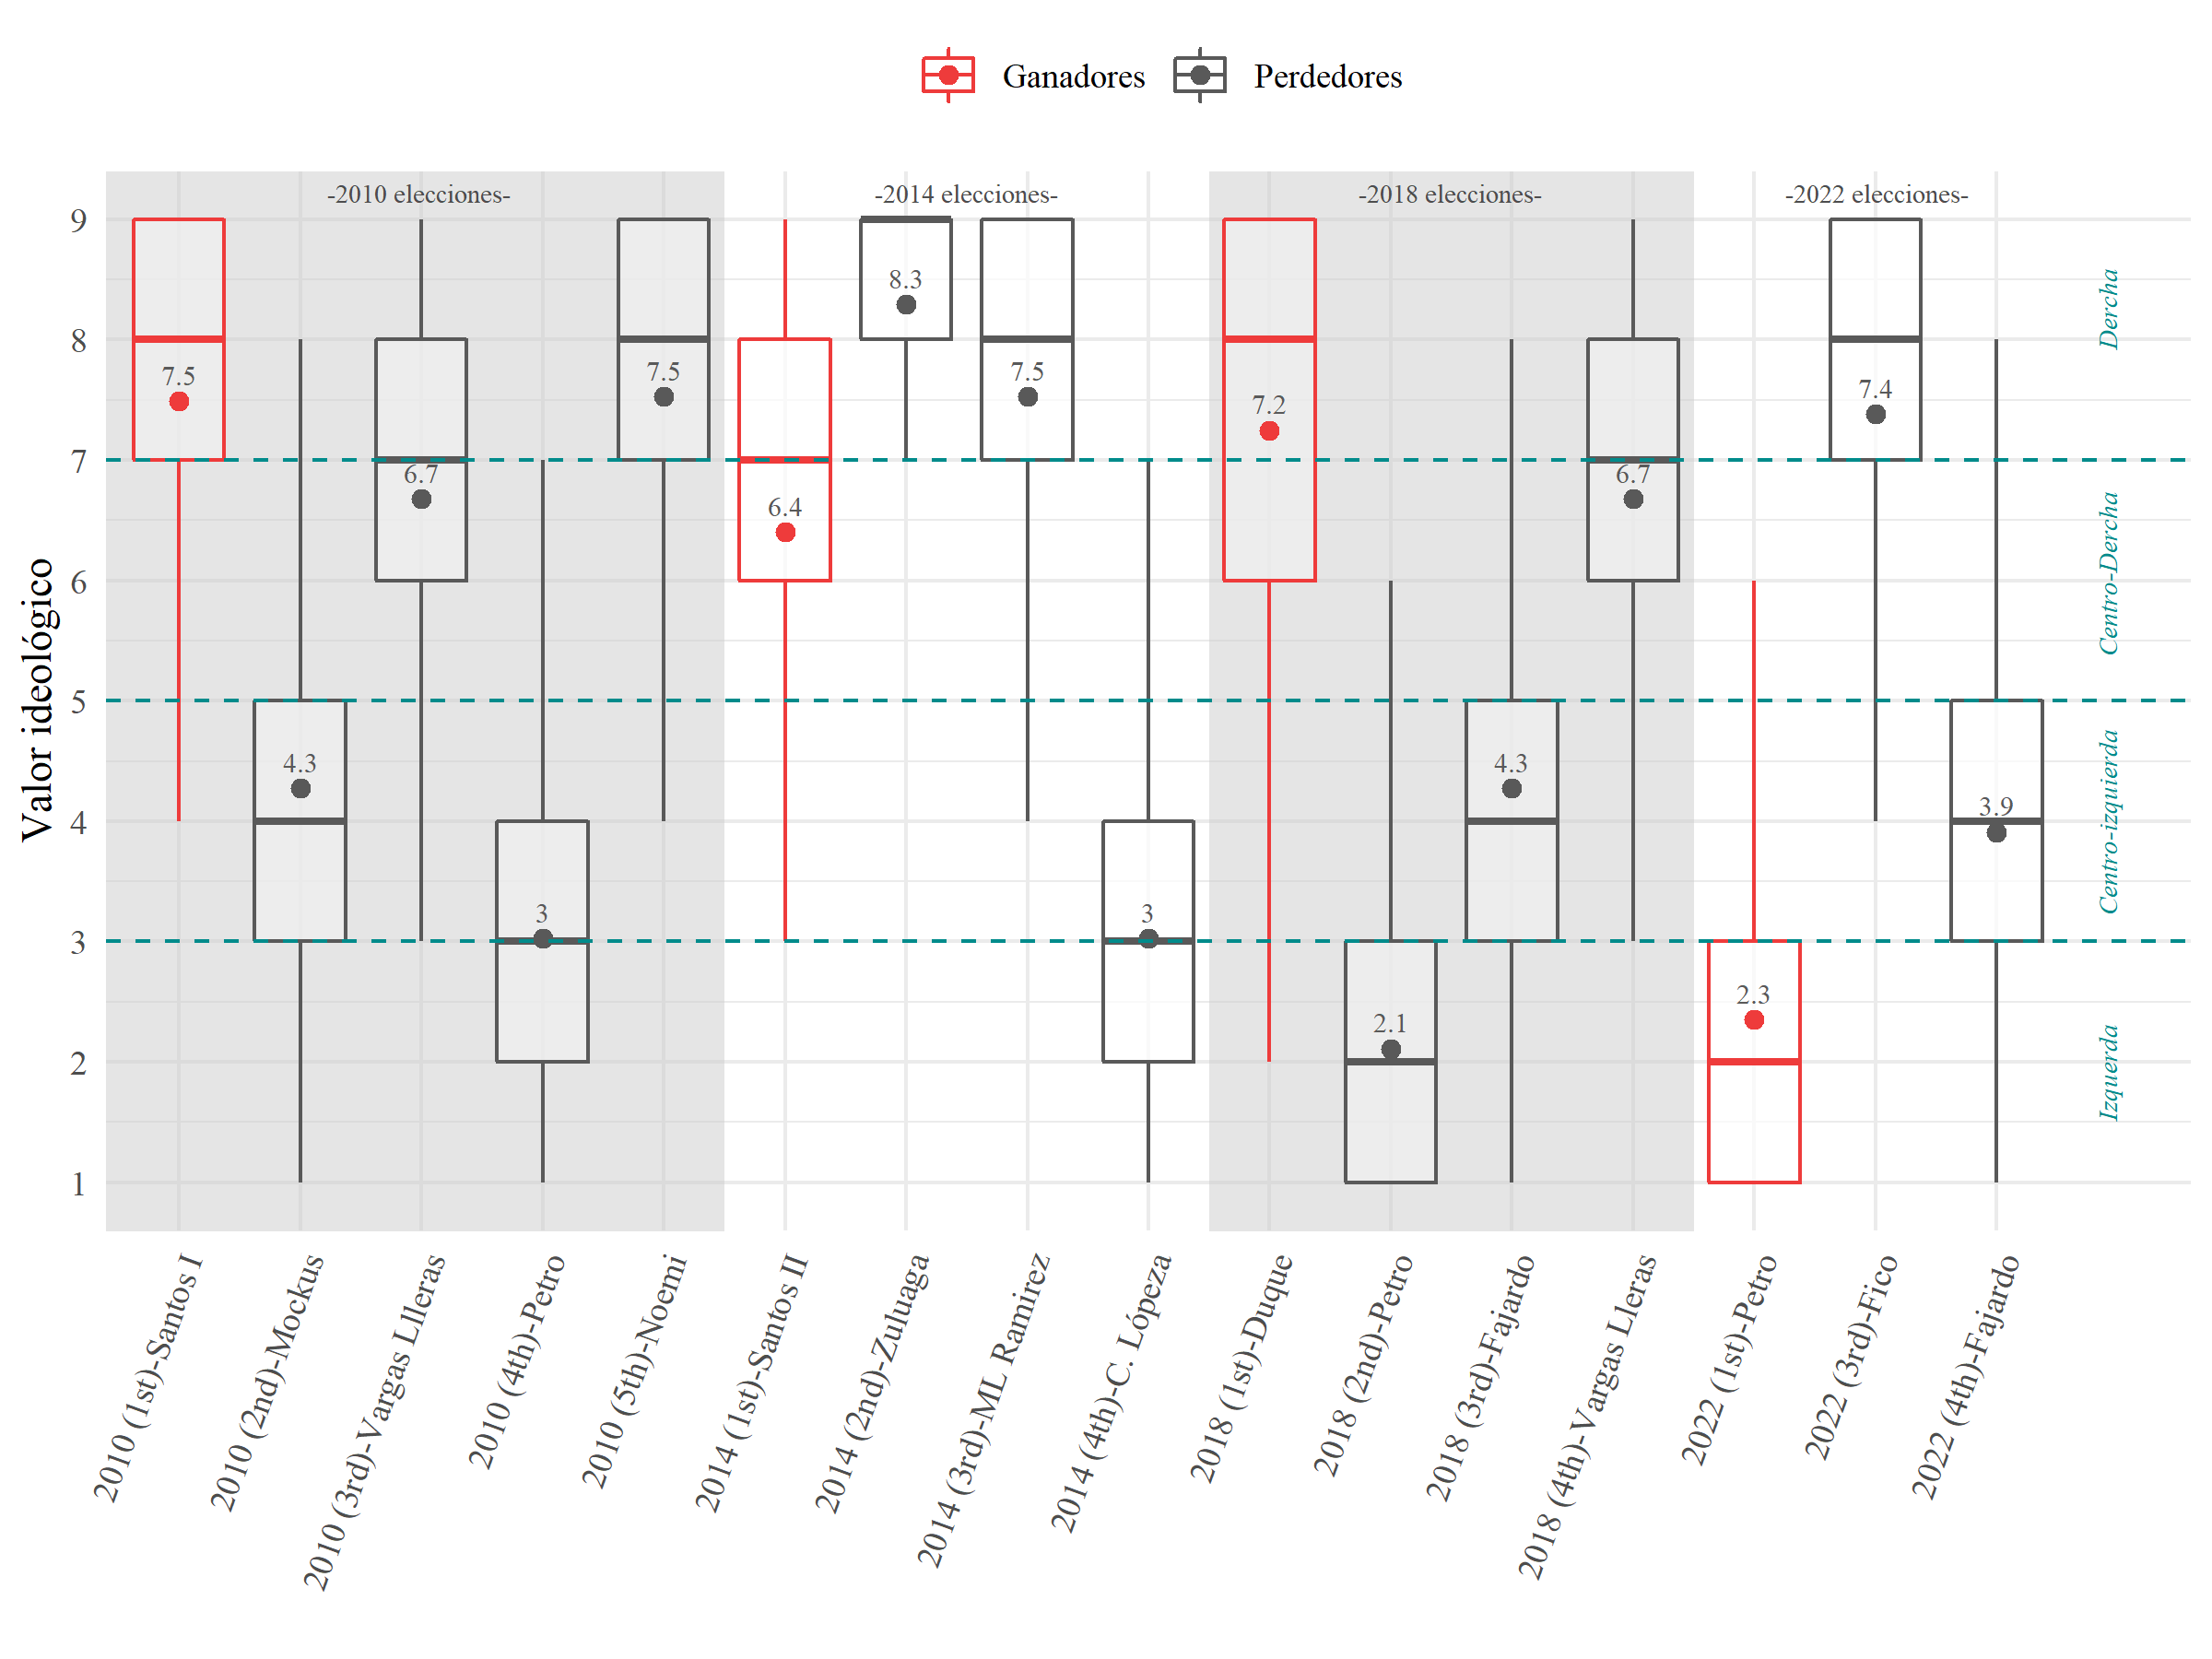 Ganadores
Perdedores
-2010 elecciones-
-2014 elecciones-
-2018 elecciones-
-2022 elecciones-
Valor ideológico
9
8
7
6
5
4
3
2
1
7.5
4.3
6.7
3
7.5
6.4
8.3
7.5
3
7.2
2.1
4.3
6.7
2.3
7.4
3.9
Dercha
Centro-Dercha
Centro-izquierda
Izquerda
2010 (1st)-Santos I
2010 (2nd)-Mockus
2010 (3rd)-Vargas Llleras
2010 (4th)-Petro
2010 (5th)-Noemi
2014 (1st)-Santos II
2014 (2nd)-Zuluaga
2014 (3rd)-ML Ramirez
2014 (4th)-C. Lópeza
2018 (1st)-Duque
2018 (2nd)-Petro
2018 (3rd)-Fajardo
2018 (4th)-Vargas Lleras
2022 (1st)-Petro
2022 (3rd)-Fico
2022 (4th)-Fajardo